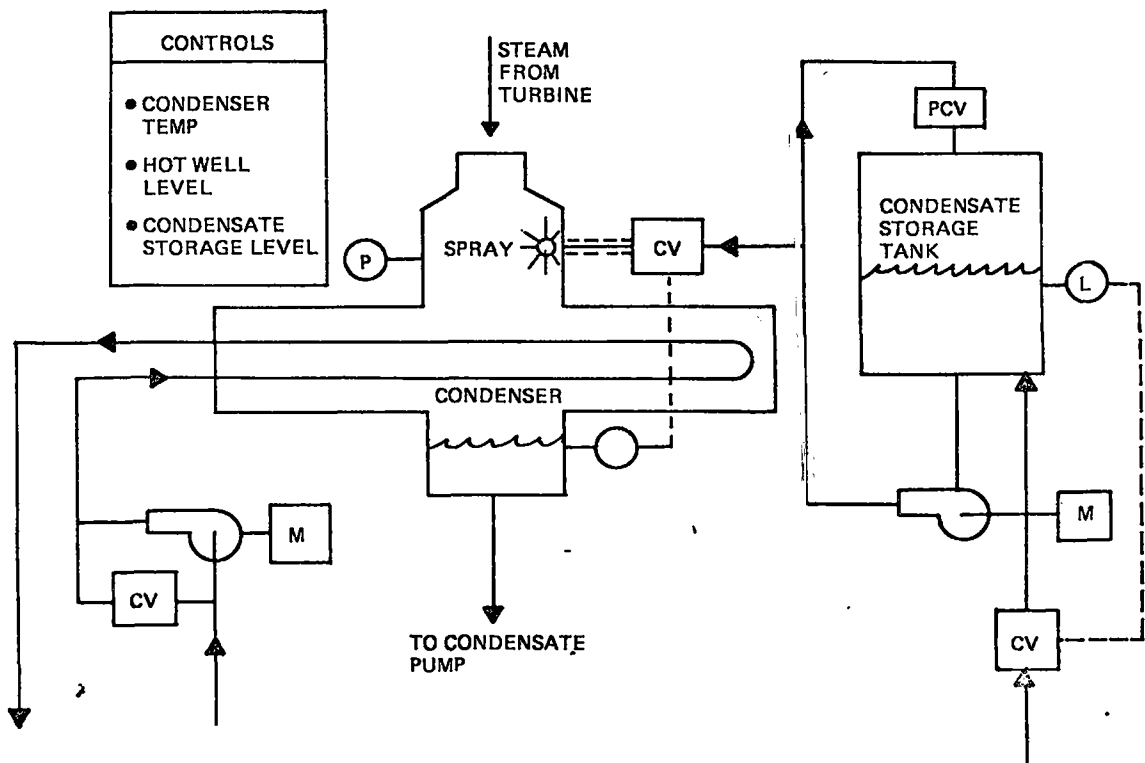 CONTROLS
• CONDENSER
TEMP
• HOT WELL
LEVEL
• CONDENSATE
STORAGE LEVEL
STEAM
FROM
TURBINE
PCV
P
SPRAY
CV
CONDENSATE
STORAGE
TANK
L
CONDENSER
M
M
CV
CV
TO CONDENSATE
PUMP